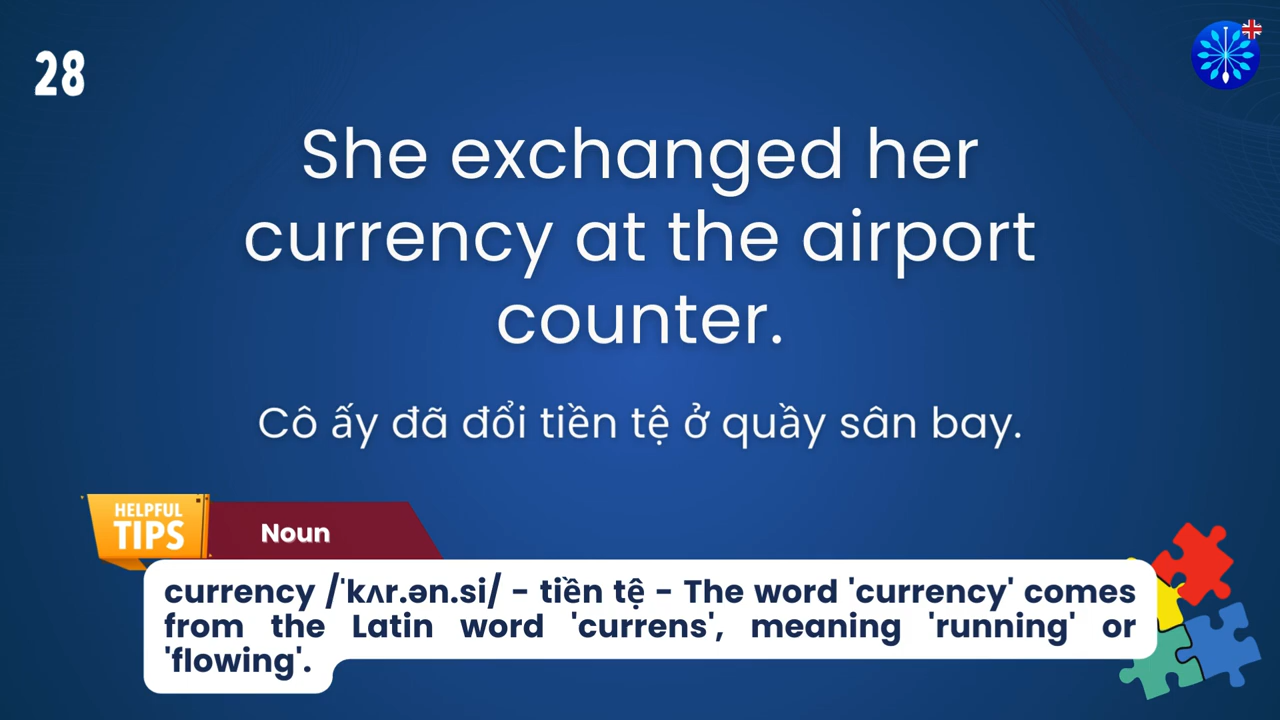 28
She exchanged her
currency at the airport
counter.
Cô ấy đã đổi tiền tệ ở quầy sân bay.
HELPFUL
TIPS
Noun
currency /ˈkʌr.ən.si/ - tiền tệ - The word 'currency' comes
from the Latin word 'currens', meaning 'running' or
'flowing'.